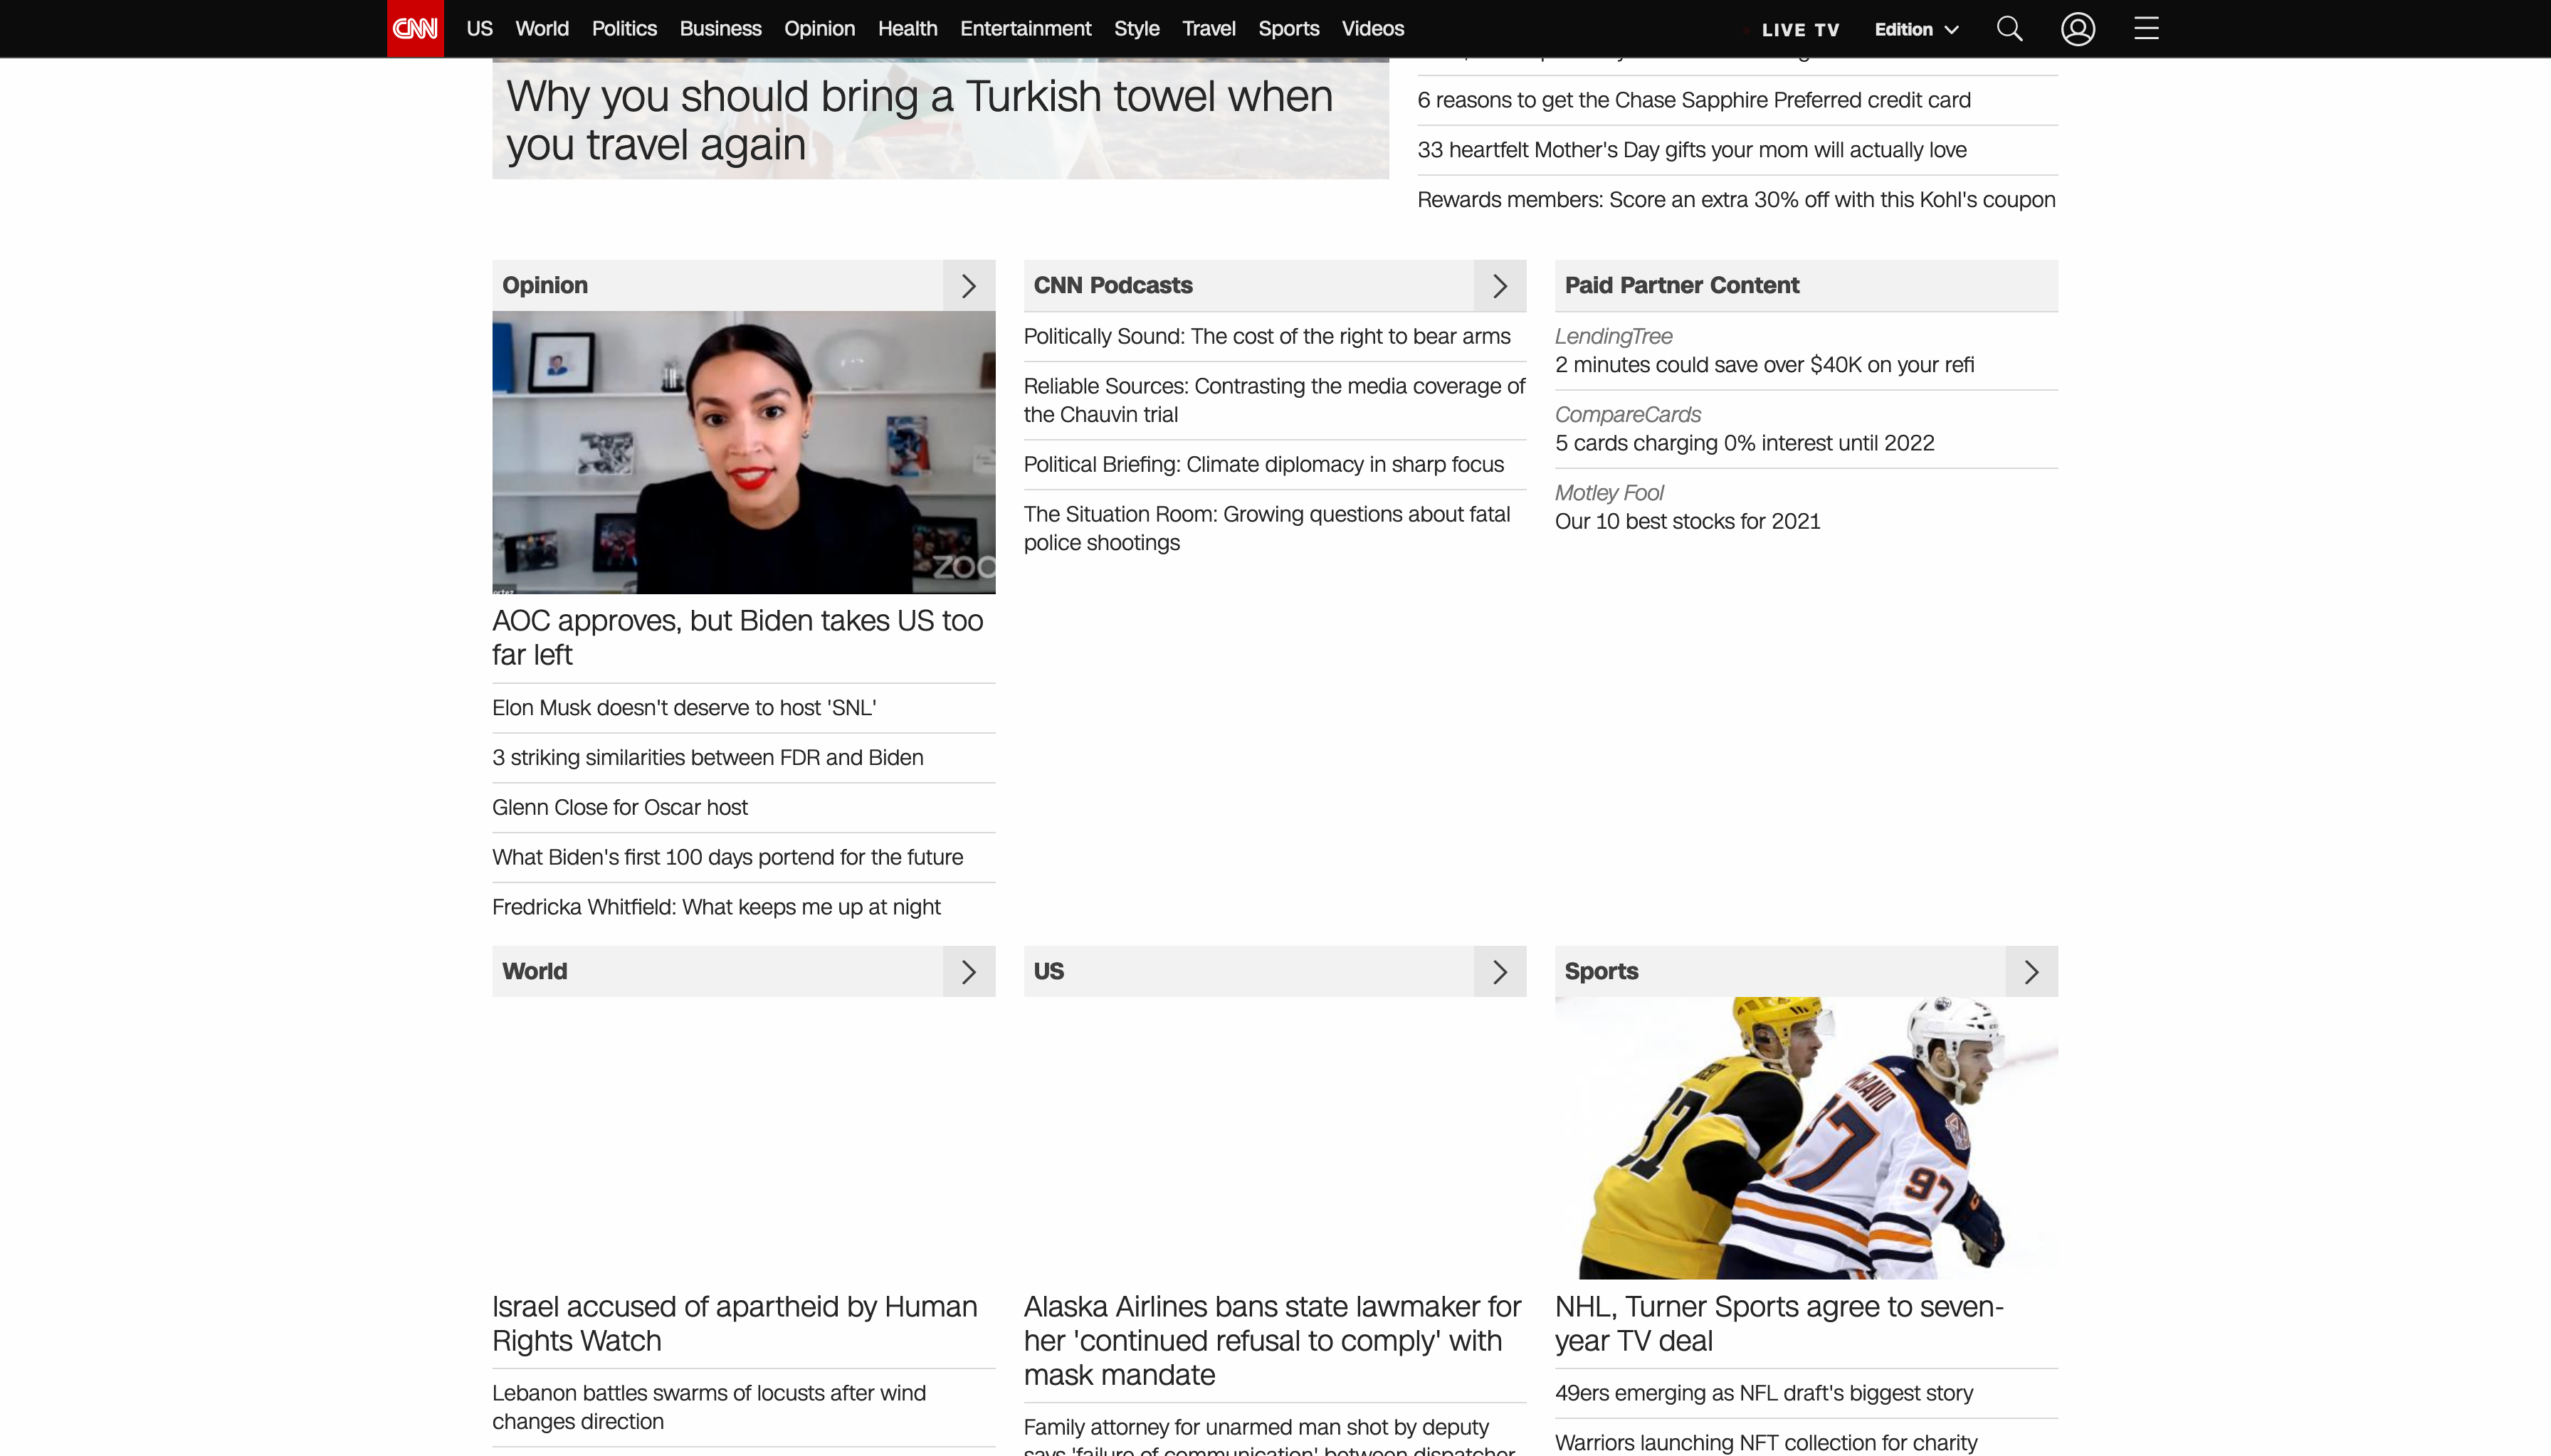 CNN
US World Politics Business Opinion Health Entertainment Style Travel Sports Videos
LIVE TV Edition
Why you should bring a Turkish towel when
you travel again
6 reasons to get the Chase Sapphire Preferred credit card
33 heartfelt Mother's Day gifts your mom will actually love
Rewards members: Score an extra 30% off with this Kohl's coupon
Opinion
AOC approves, but Biden takes US too
far left
Elon Musk doesn't deserve to host 'SNL'
3 striking similarities between FDR and Biden
Glenn Close for Oscar host
What Biden's first 100 days portend for the future
Fredricka Whitfield: What keeps me up at night
CNN Podcasts
Politically Sound: The cost of the right to bear arms
Reliable Sources: Contrasting the media coverage of
the Chauvin trial
Political Briefing: Climate diplomacy in sharp focus
The Situation Room: Growing questions about fatal
police shootings
Paid Partner Content
LendingTree
2 minutes could save over $40K on your refi
CompareCards
5 cards charging 0% interest until 2022
Motley Fool
Our 10 best stocks for 2021
World
Israel accused of apartheid by Human
Rights Watch
Lebanon battles swarms of locusts after wind
changes direction
US
Alaska Airlines bans state lawmaker for
her 'continued refusal to comply' with
mask mandate
Family attorney for unarmed man shot by deputy
says 'failure of communication' between dispatcher
Sports
McDAVID
97
97
NHL, Turner Sports agree to seven-
year TV deal
49ers emerging as NFL draft's biggest story
Warriors launching NFT collection for charity